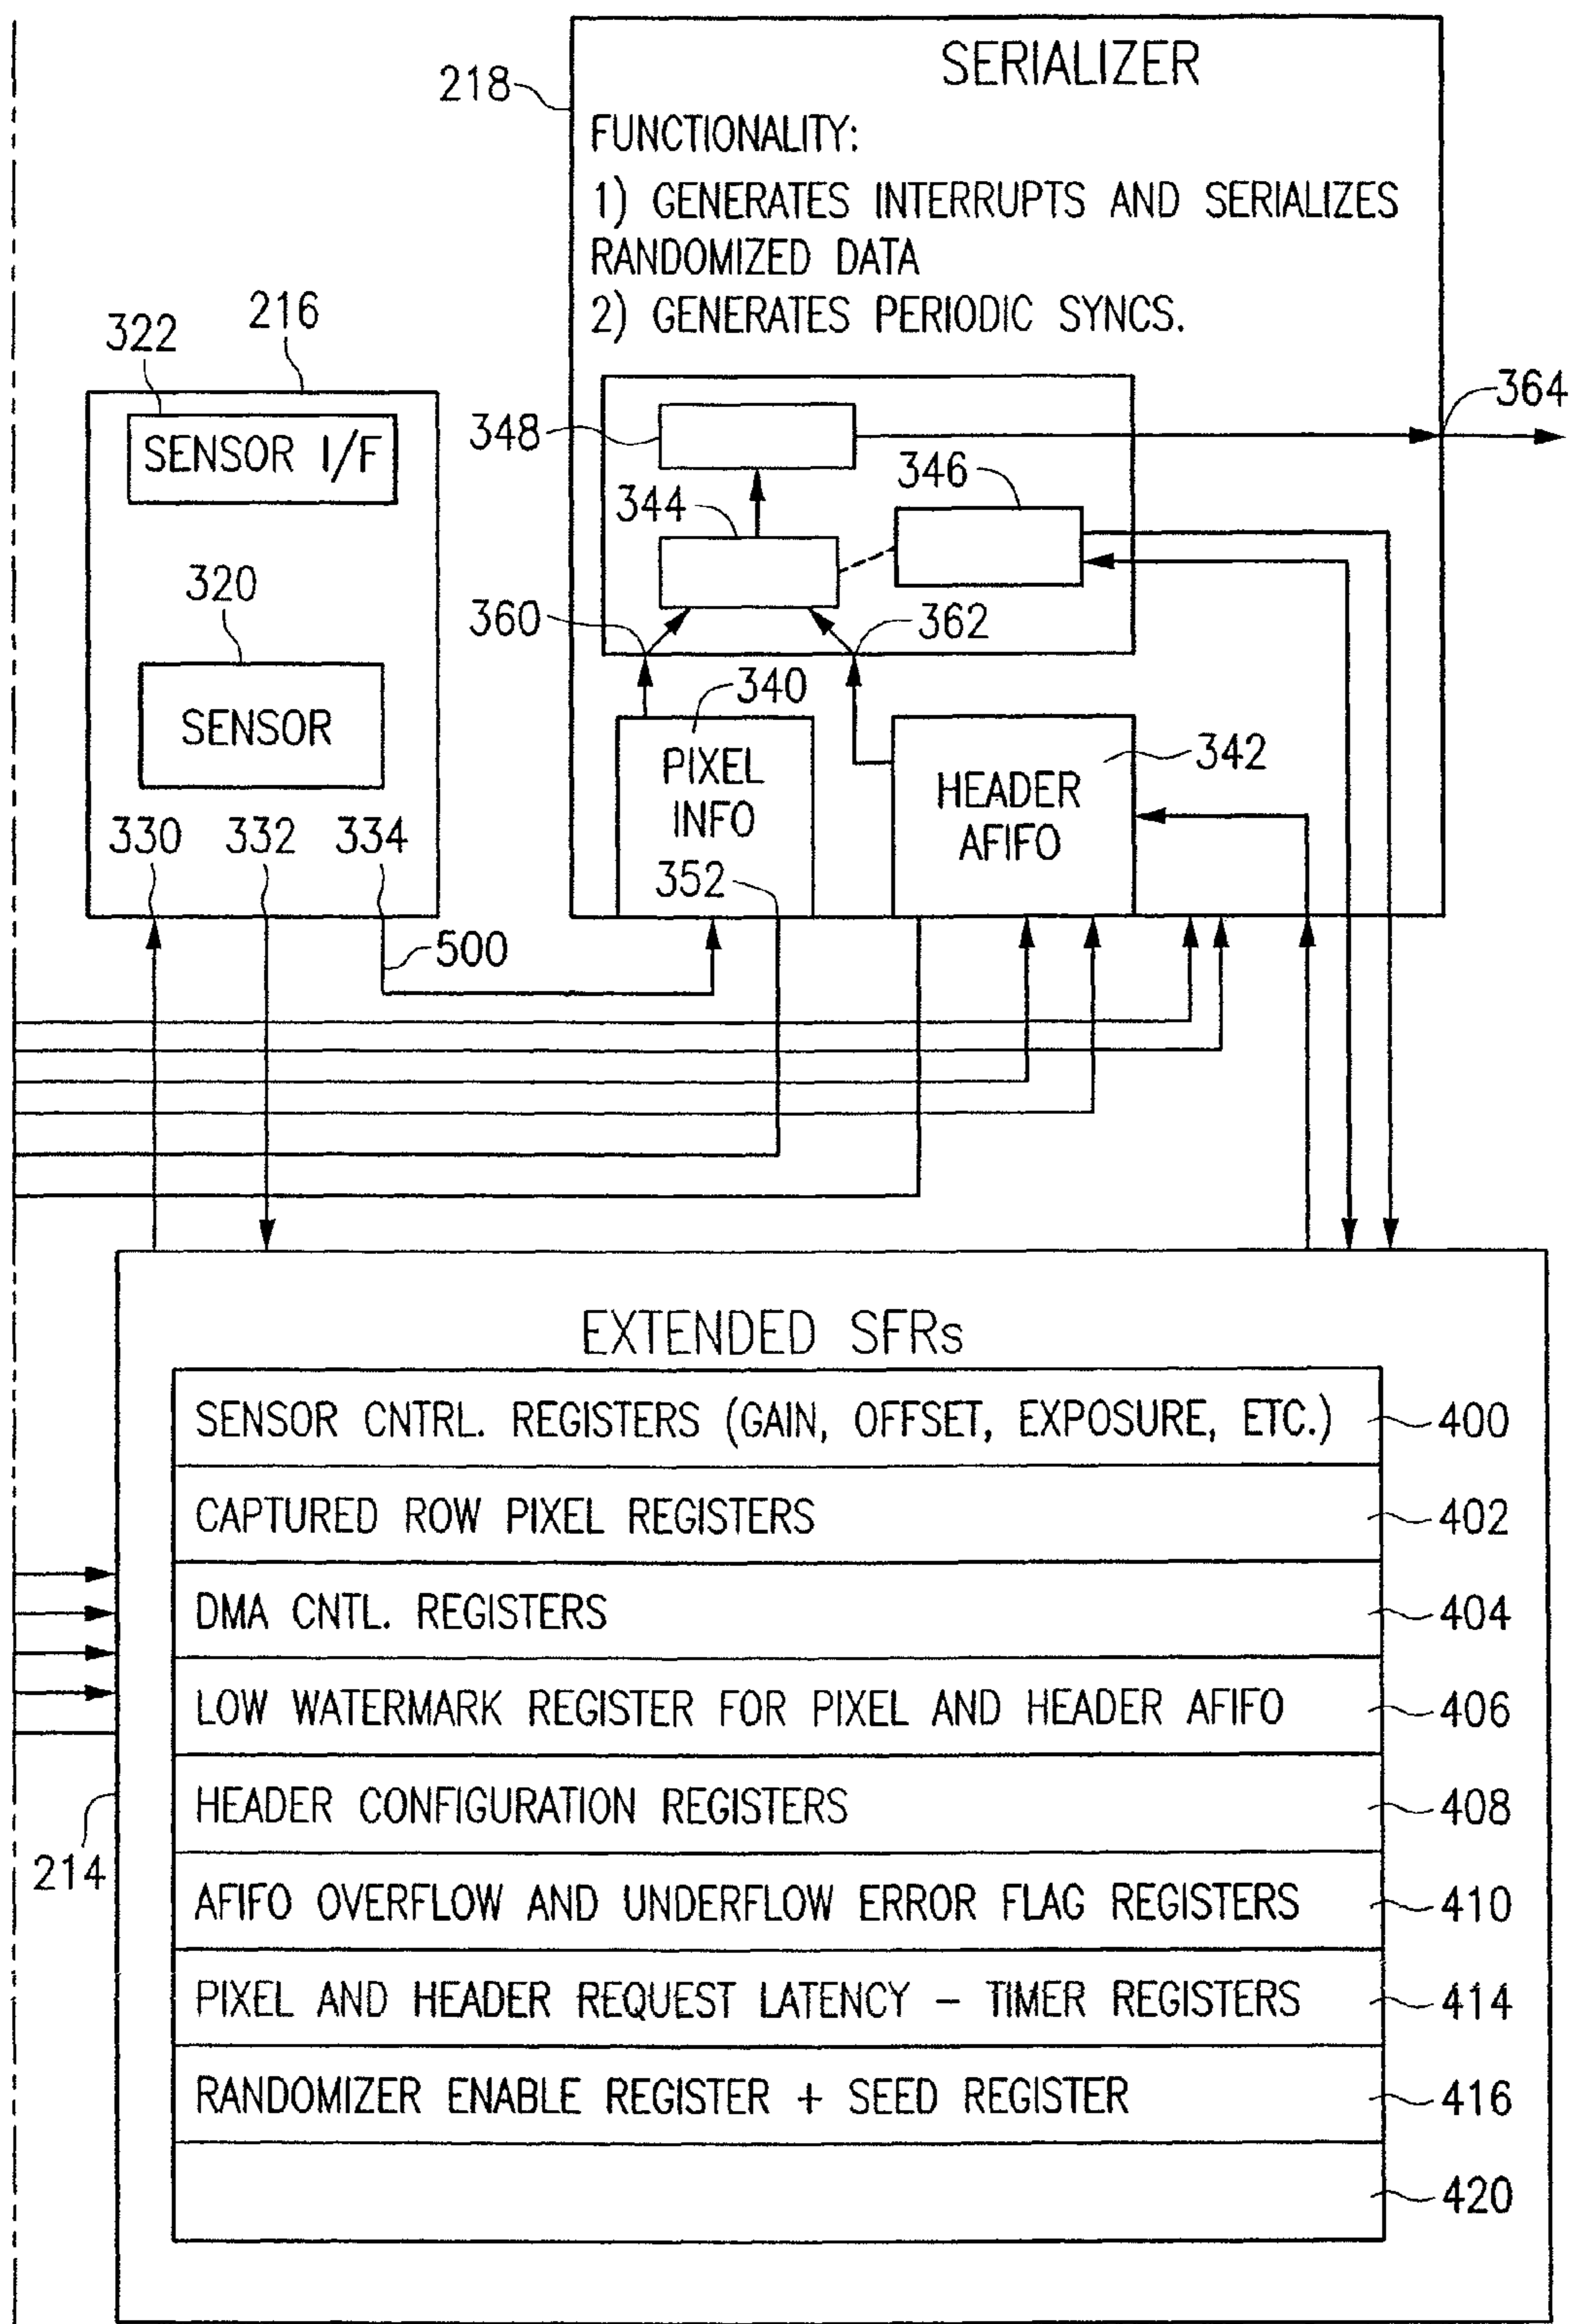 SERIALIZER
218
FUNCTIONALITY:
1) GENERATES INTERRUPTS AND SERIALIZES
RANDOMIZED DATA
2) GENERATES PERIODIC SYNCS.
216
322
SENSOR I/F
320
SENSOR
330 332 334
500
348
364
346
344
360
362
340
PIXEL
INFO
352
342
HEADER
AFIFO
EXTENDED SFRs
SENSOR CNTRL. REGISTERS (GAIN, OFFSET, EXPOSURE, ETC.) 400
CAPTURED ROW PIXEL REGISTERS 402
DMA CNTL. REGISTERS 404
LOW WATERMARK REGISTER FOR PIXEL AND HEADER AFIFO 406
HEADER CONFIGURATION REGISTERS 408
214
AFIFO OVERFLOW AND UNDERFLOW ERROR FLAG REGISTERS 410
PIXEL AND HEADER REQUEST LATENCY – TIMER REGISTERS 414
RANDOMIZER ENABLE REGISTER + SEED REGISTER 416
420